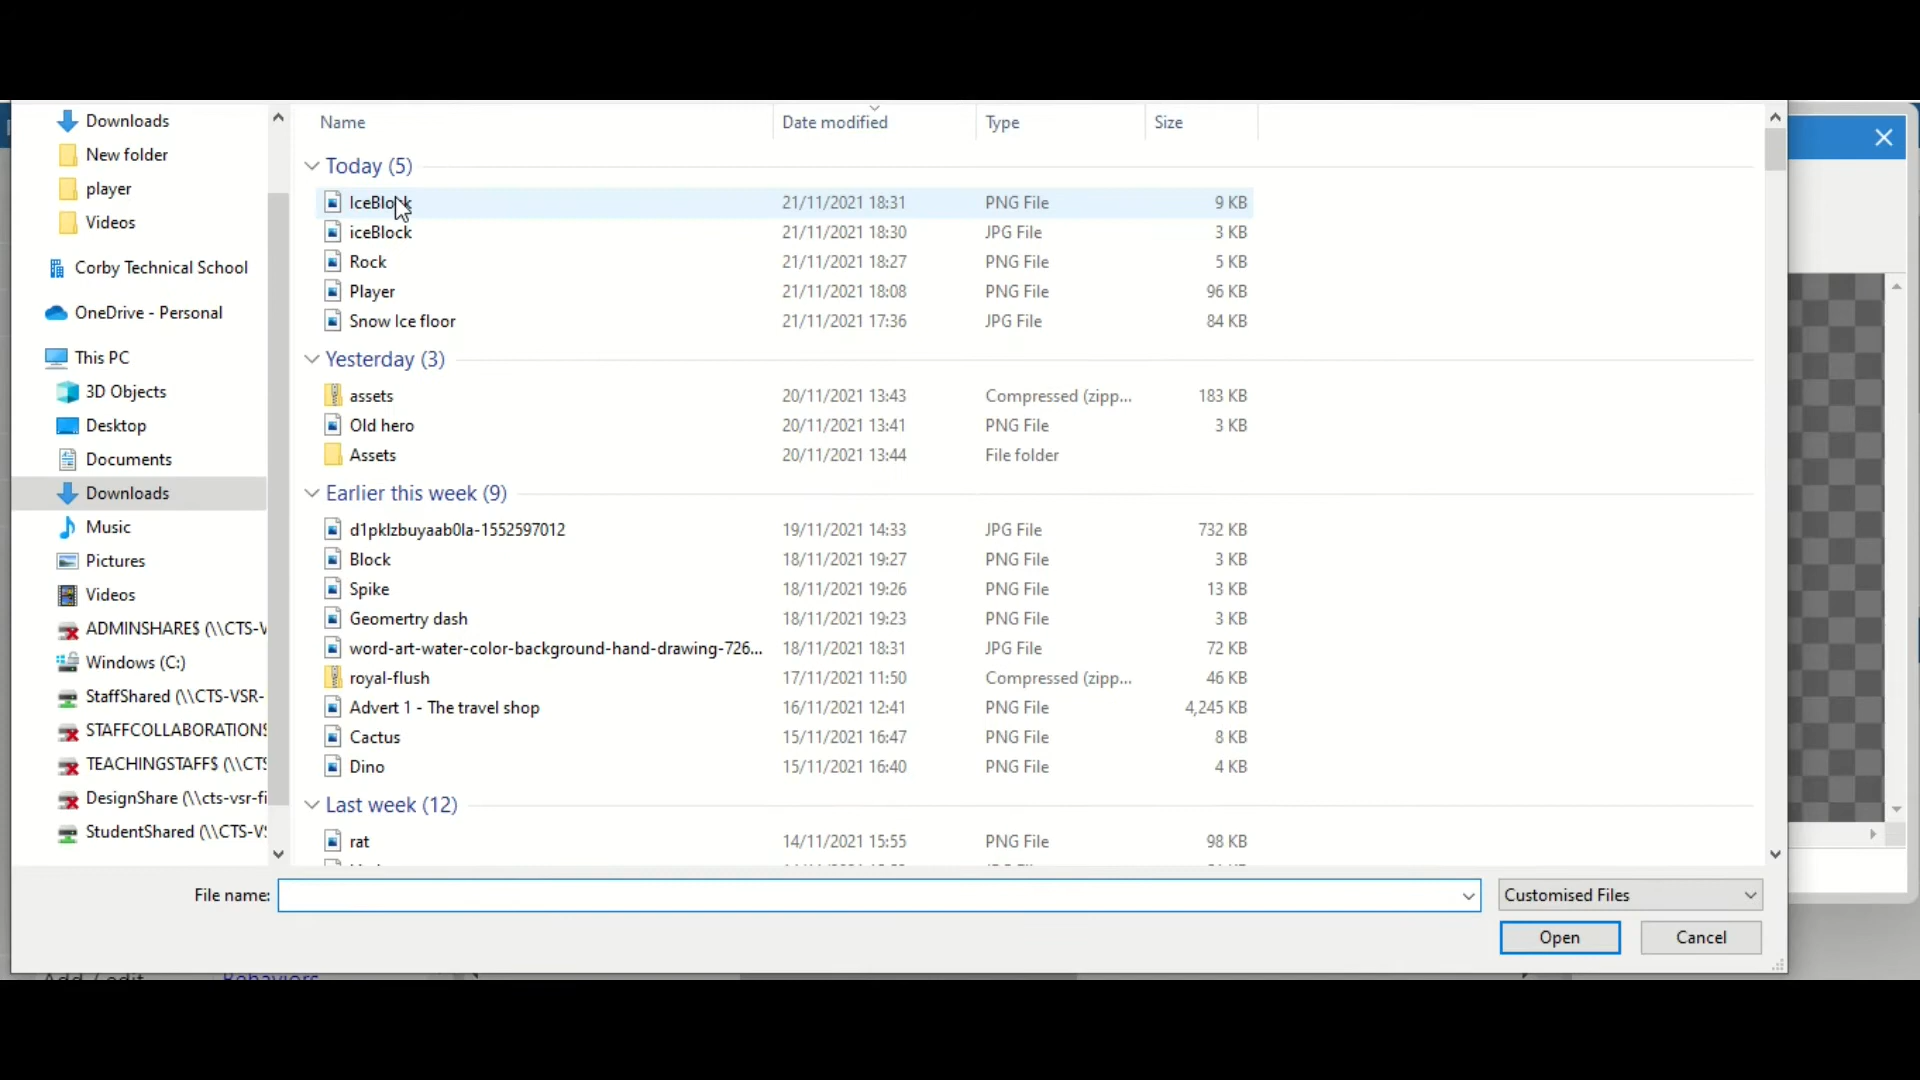 Name Date modified Type Size
Downloads
New folder
player
Videos
Corby Technical School
OneDrive - Personal
This PC
3D Objects
Desktop
Documents
Downloads
Music
Pictures
Videos
ADMINSHARE$ (\\CTS-V
Windows (C:)
StaffShared (\\CTS-VSR-
STAFFCOLLABORATION$
TEACHINGSTAFF$ (\\CTS
DesignShare (\\cts-vsr-fi
StudentShared (\\CTS-VS
Today (5)
IceBlock 21/11/2021 18:31 PNG File 9 KB
iceBlock 21/11/2021 18:30 JPG File 3 KB
Rock 21/11/2021 18:27 PNG File 5 KB
Player 21/11/2021 18:08 PNG File 96 KB
Snow Ice floor 21/11/2021 17:36 JPG File 84 KB
Yesterday (3)
assets 20/11/2021 13:43 Compressed (zipp... 183 KB
Old hero 20/11/2021 13:41 PNG File 3 KB
Assets 20/11/2021 13:44 File folder
Earlier this week (9)
d1pklzbuyaab0la-1552597012 19/11/2021 14:33 JPG File 732 KB
Block 18/11/2021 19:27 PNG File 3 KB
Spike 18/11/2021 19:26 PNG File 13 KB
Geomertry dash 18/11/2021 19:23 PNG File 3 KB
word-art-water-color-background-hand-drawing-726... 18/11/2021 18:31 JPG File 72 KB
royal-flush 17/11/2021 11:50 Compressed (zipp... 46 KB
Advert 1 - The travel shop 16/11/2021 12:41 PNG File 4,245 KB
Cactus 15/11/2021 16:47 PNG File 8 KB
Dino 15/11/2021 16:40 PNG File 4 KB
Last week (12)
rat 14/11/2021 15:55 PNG File 98 KB
File name: Customised Files
Open Cancel
Add / edit Behaviors